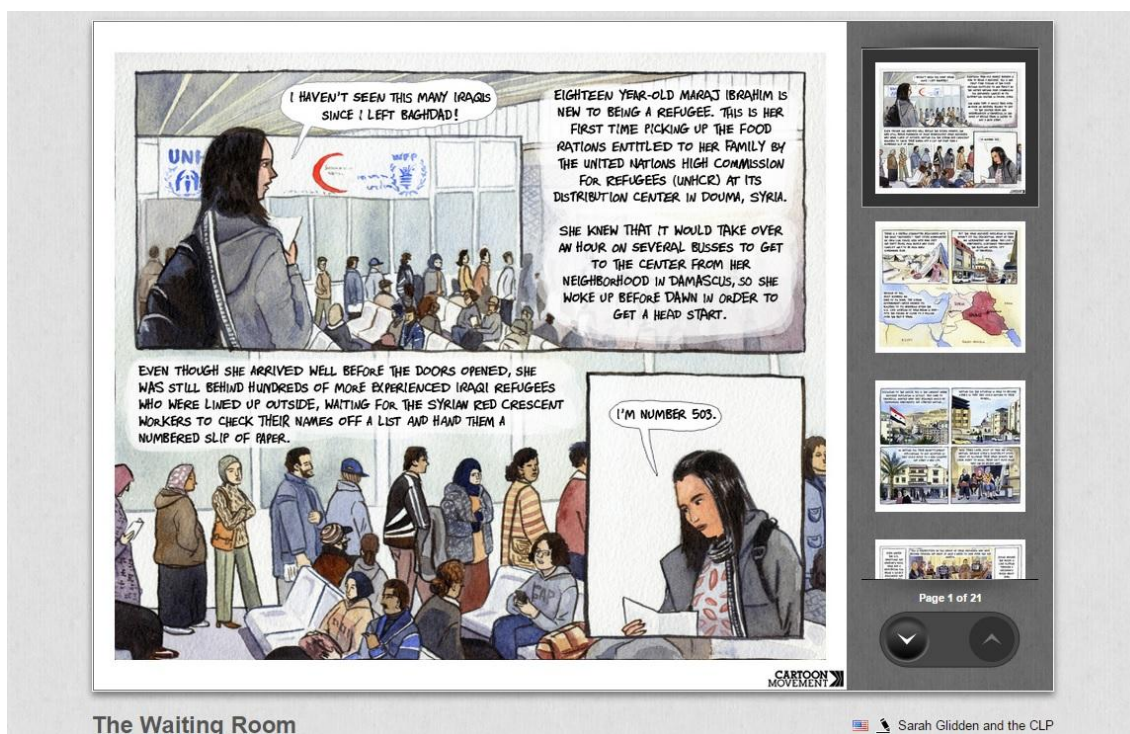 I HAVEN'T SEEN THIS MANY IRAQIS
SINCE I LEFT BAGHDAD!
EIGHTEEN YEAR-OLD MARAJ IBRAHIM IS
NEW TO BEING A REFUGEE. THIS IS HER
FIRST TIME PICKING UP THE FOOD
RATIONS ENTITLED TO HER FAMILY BY
THE UNITED NATIONS HIGH COMMISSION
FOR REFUGEES (UNHCR) AT ITS
DISTRIBUTION CENTER IN DOUMA, SYRIA.
SHE KNEW THAT IT WOULD TAKE OVER
AN HOUR ON SEVERAL BUSSES TO GET
TO THE CENTER FROM HER
NEIGHBORHOOD IN DAMASCUS, SO SHE
WOKE UP BEFORE DAWN IN ORDER TO
GET A HEAD START.
UNH
WFP
EVEN THOUGH SHE ARRIVED WELL BEFORE THE DOORS OPENED, SHE
WAS STILL BEHIND HUNDREDS OF MORE EXPERIENCED IRAQI REFUGEES
WHO WERE LINED UP OUTSIDE, WAITING FOR THE SYRIAN RED CRESCENT
WORKERS TO CHECK THEIR NAMES OFF A LIST AND HAND THEM A
NUMBERED SLIP OF PAPER.
I'M NUMBER 503.
GAP
CARTOON
MOVEMENT
Page 1 of 21
The Waiting Room
Sarah Glidden and the CLP